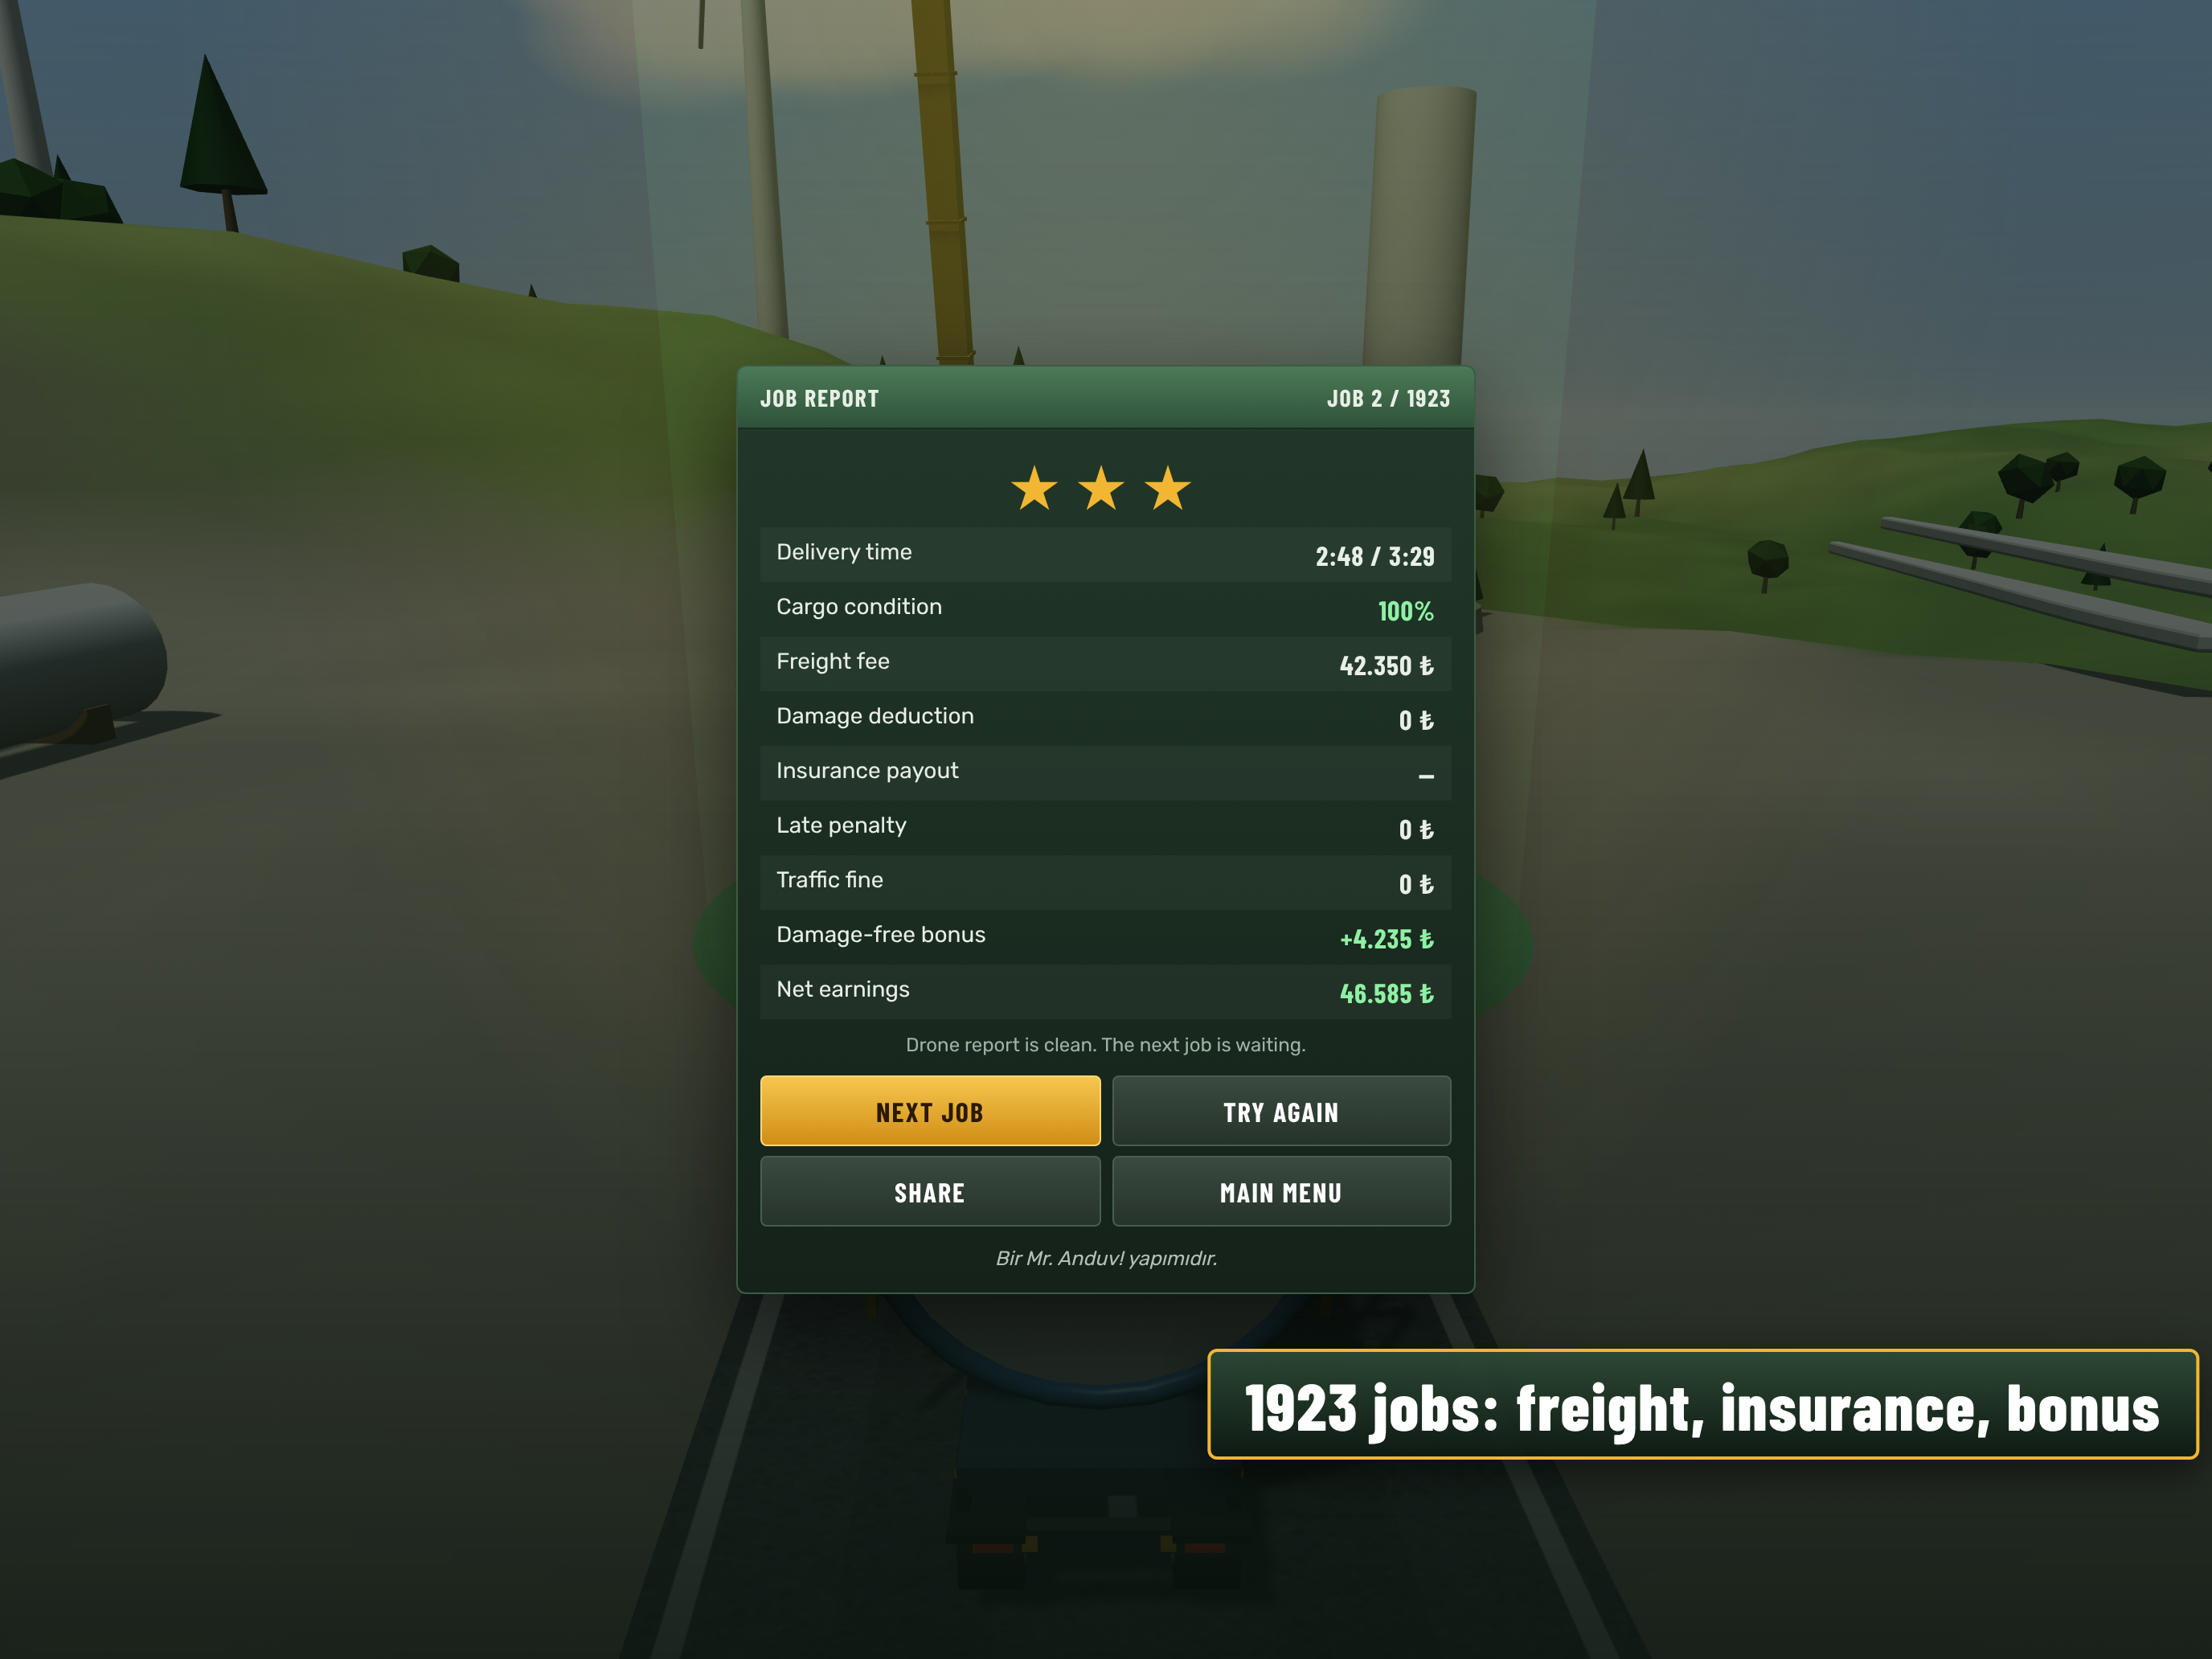 JOB REPORT JOB 2 / 1923
★ ★ ★
Delivery time 2:48 / 3:29
Cargo condition 100%
Freight fee 42.350 ₺
Damage deduction 0 ₺
Insurance payout –
Late penalty 0 ₺
Traffic fine 0 ₺
Damage-free bonus +4.235 ₺
Net earnings 46.585 ₺
Drone report is clean. The next job is waiting.
NEXT JOB TRY AGAIN
SHARE MAIN MENU
Bir Mr. Anduv! yapımıdır.
1923 jobs: freight, insurance, bonus